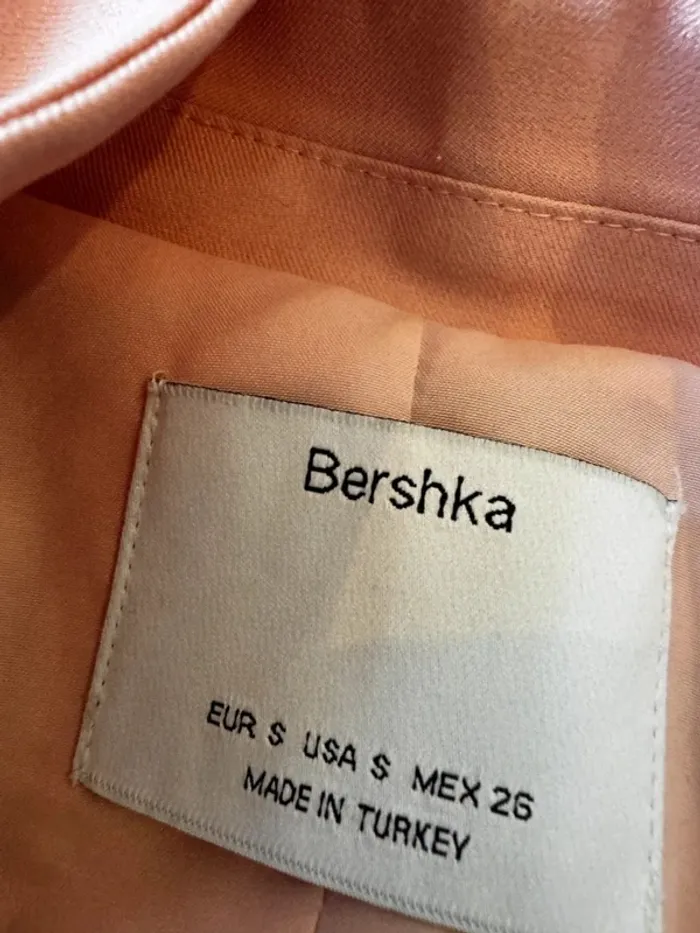 Bershka
EUR S USA S MEX 26
MADE IN TURKEY